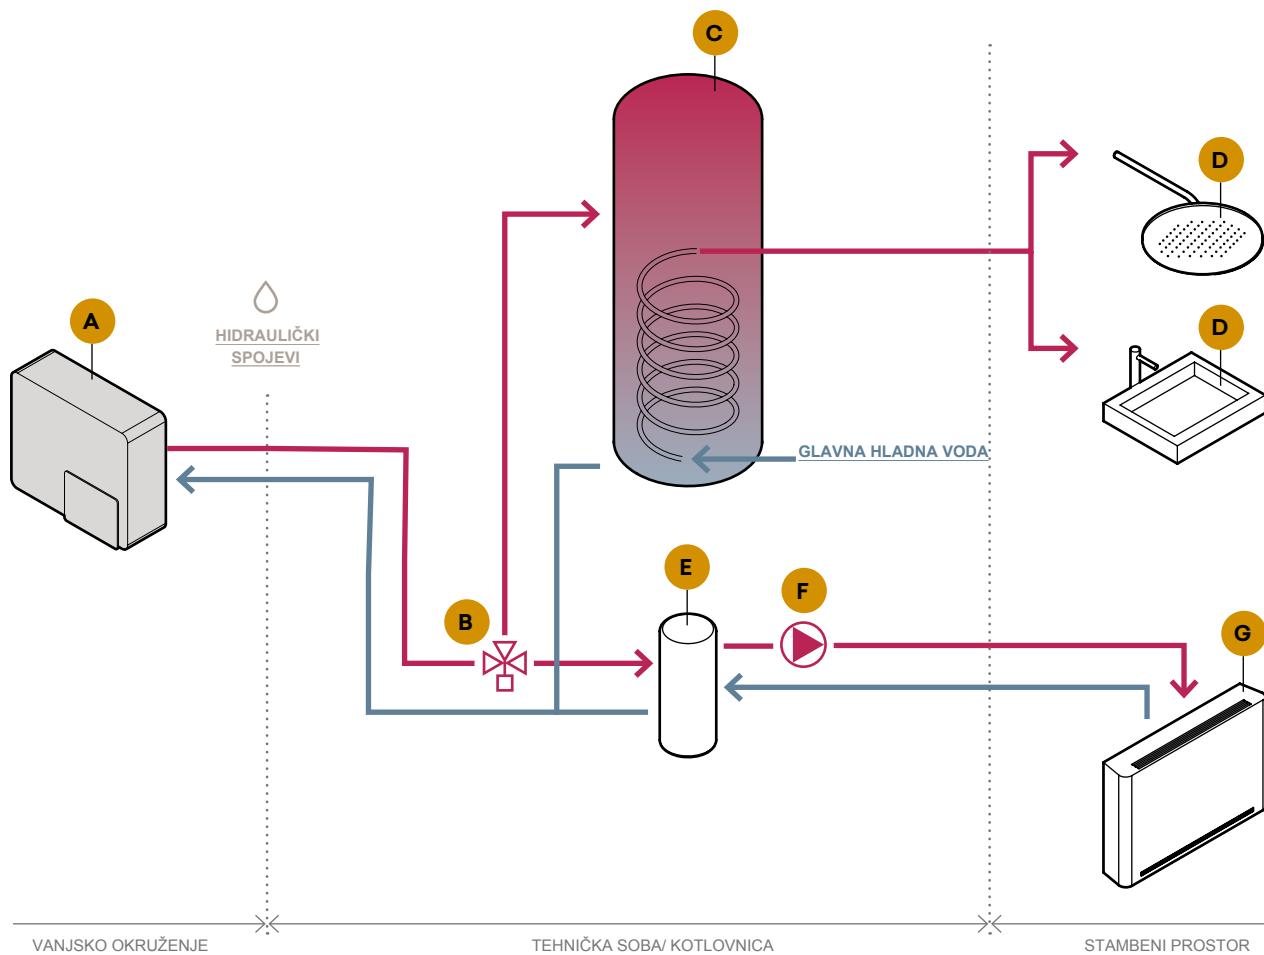 C
D
A
HIDRAULIČKI
SPOJEVI
D
GLAVNA HLADNA VODA
E
F
B
G
VANJSKO OKRUŽENJE
TEHNIČKA SOBA/ KOTLOVNICA
STAMBENI PROSTOR